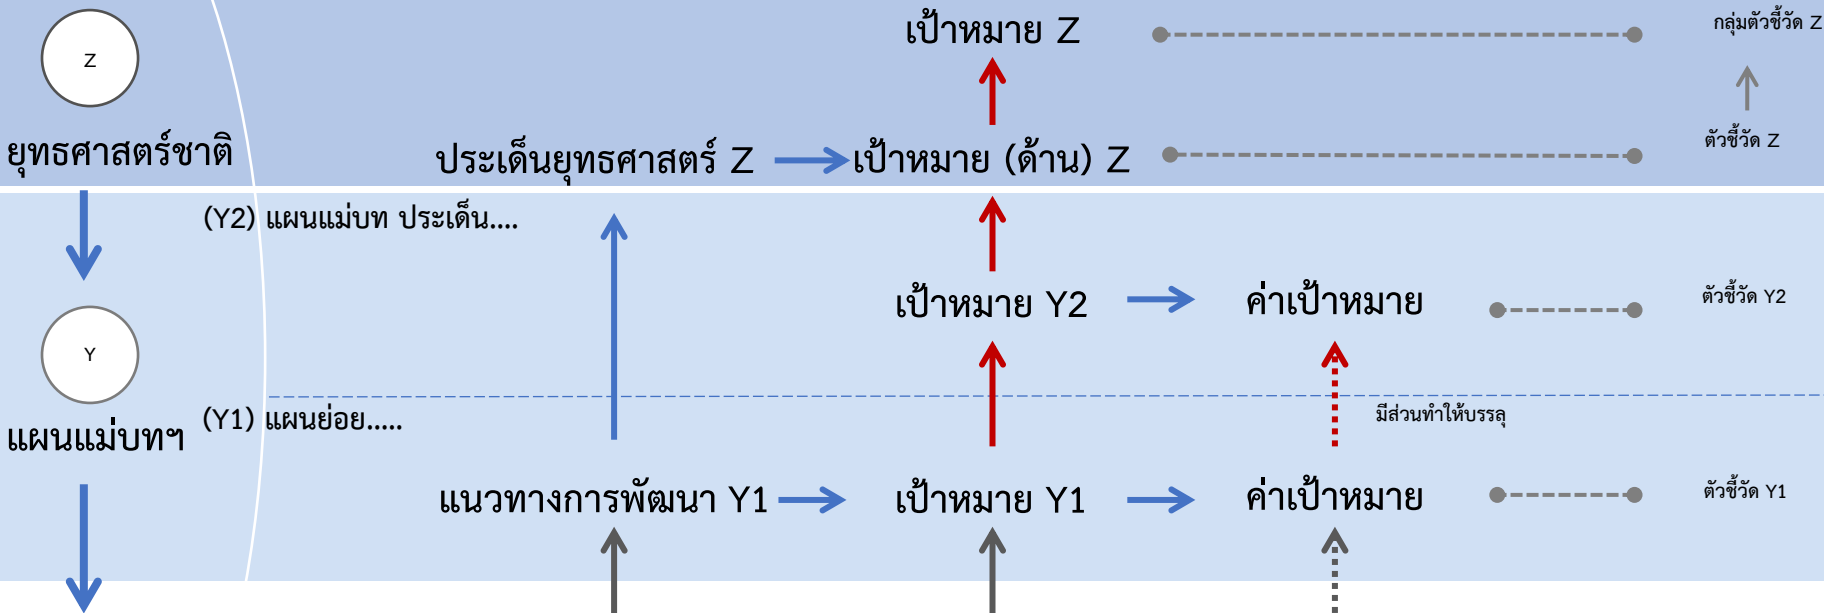 เป้าหมาย Z
กลุ่มตัวชี้วัด Z
Z
ยุทธศาสตร์ชาติ
ประเด็นยุทธศาสตร์ Z
เป้าหมาย (ด้าน) Z
ตัวชี้วัด Z
(Y2) แผนแม่บท ประเด็น....
เป้าหมาย Y2
ค่าเป้าหมาย
ตัวชี้วัด Y2
Y
แผนแม่บทฯ
(Y1) แผนย่อย.....
มีส่วนทำให้บรรลุ
แนวทางการพัฒนา Y1
เป้าหมาย Y1
ค่าเป้าหมาย
ตัวชี้วัด Y1